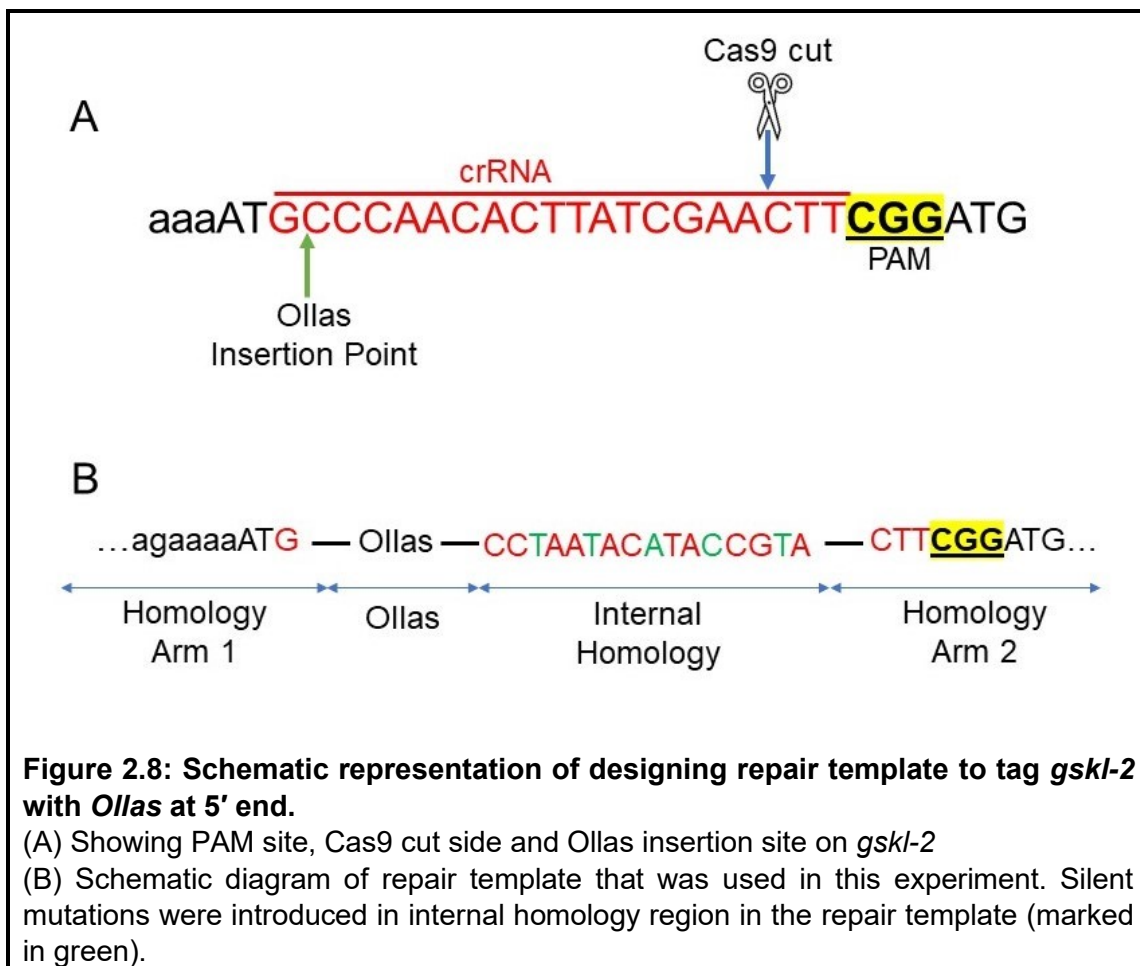 Cas9 cut
A
crRNA
aaaATGCCCAACACTTATCGAACTTCGGATG
PAM
Ollas
Insertion Point
B
...agaaaaATG — Ollas — CCTAATACATACCGTA — CTTCGGATG...
Homology Arm 1
Ollas
Internal Homology
Homology Arm 2
Figure 2.8: Schematic representation of designing repair template to tag gskl-2
with Ollas at 5′ end.
(A) Showing PAM site, Cas9 cut side and Ollas insertion site on gskl-2
(B) Schematic diagram of repair template that was used in this experiment. Silent
mutations were introduced in internal homology region in the repair template (marked
in green).